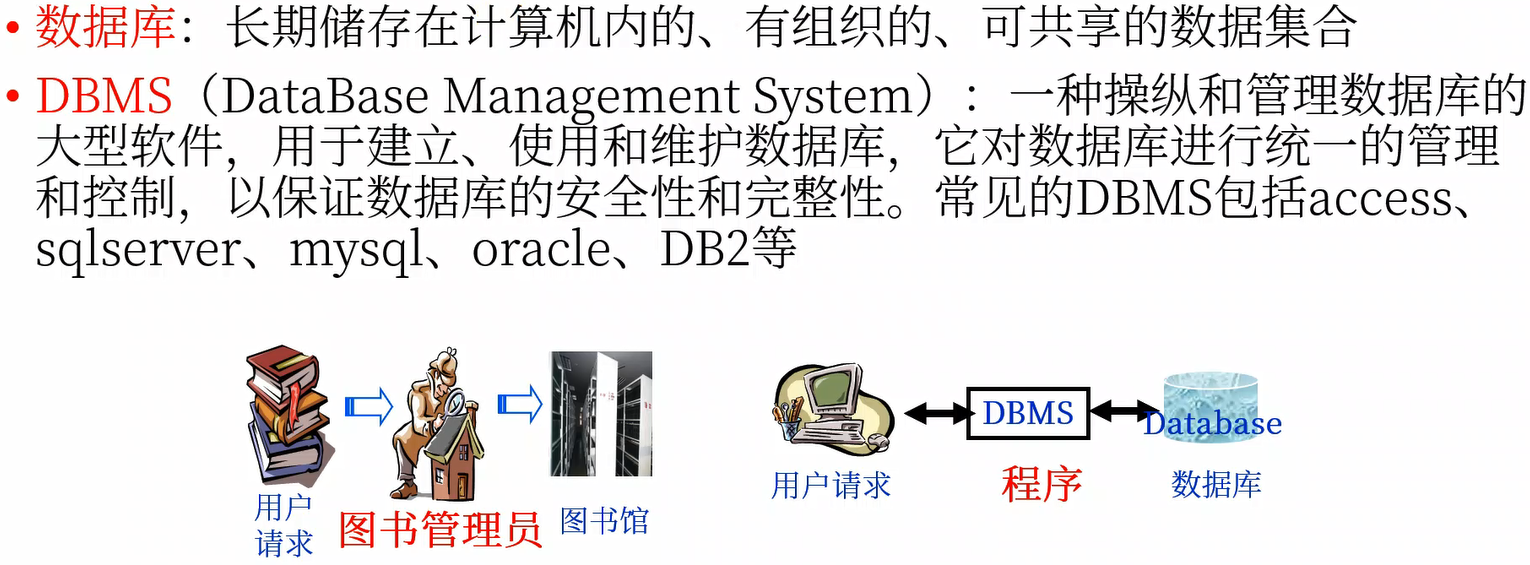 • 数据库：长期储存在计算机内的、有组织的、可共享的数据集合
• DBMS（DataBase Management System）：一种操纵和管理数据库的
大型软件，用于建立、使用和维护数据库，它对数据库进行统一的管理
和控制，以保证数据库的安全性和完整性。常见的DBMS包括access、
sqlserver、mysql、oracle、DB2等
用户
请求
图书管理员
图书馆
DBMS
Database
用户请求
程序
数据库